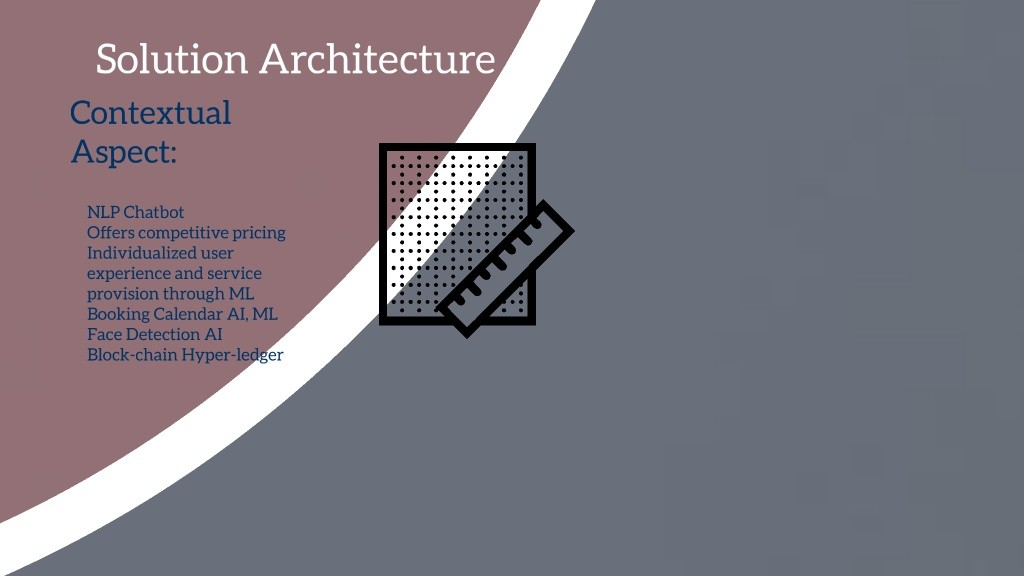 Solution Architecture
Contextual
Aspect:
NLP Chatbot
Offers competitive pricing
Individualized user
experience and service
provision through ML
Booking Calendar AI, ML
Face Detection AI
Block-chain Hyper-ledger